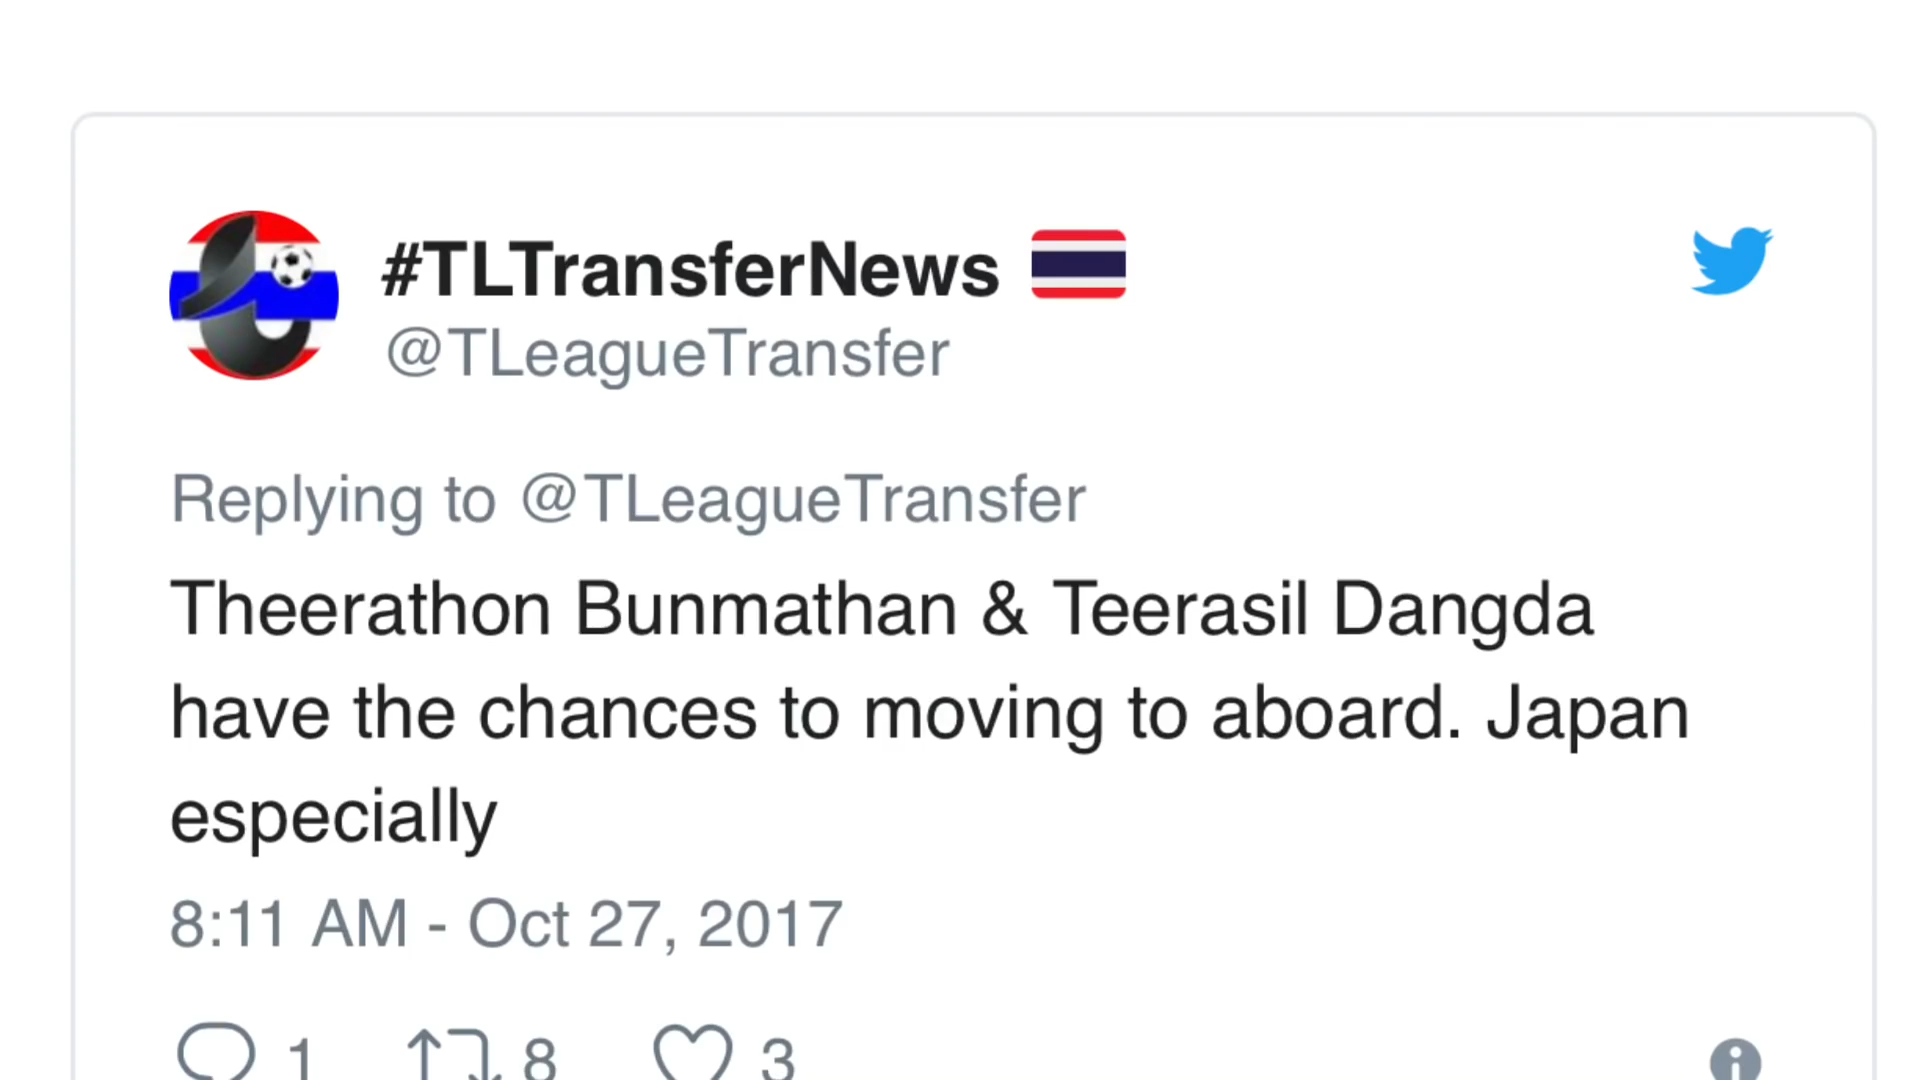 #TLTransferNews 🇹🇭
@TLeagueTransfer
Replying to @TLeagueTransfer
Theerathon Bunmathan & Teerasil Dangda
have the chances to moving to aboard. Japan
especially
8:11 AM - Oct 27, 2017
1 8 3